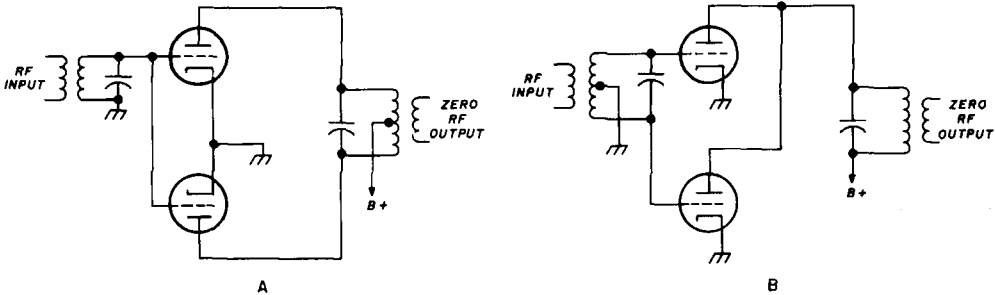 RF
INPUT
ZERO
RF
OUTPUT
B+
A
RF
INPUT
ZERO
RF
OUTPUT
B+
B